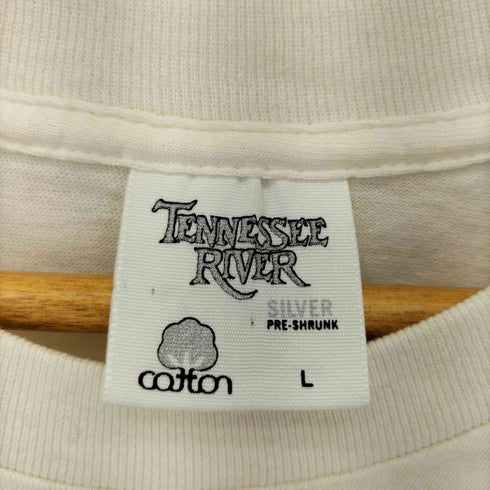 TENNESSEE
RIVER
SILVER
PRE-SHRUNK
cotton
L